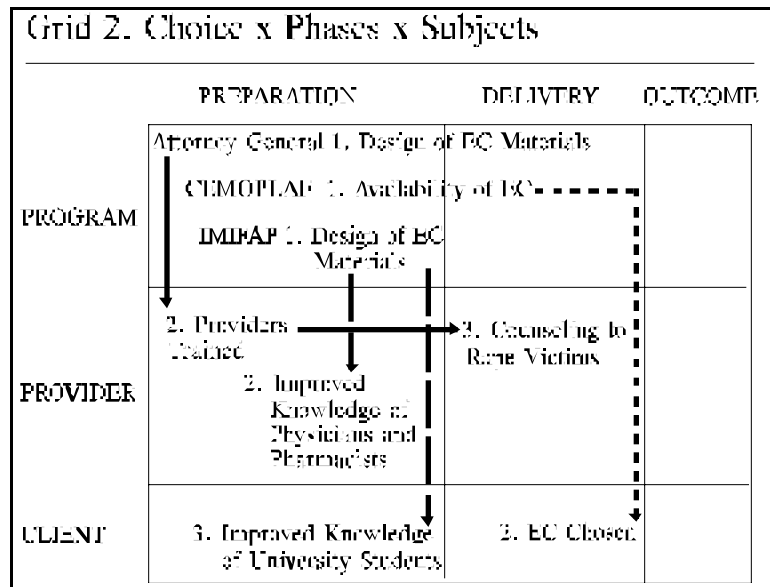 Grid 2. Choice x Phases x Subjects
PREPARATION DELIVERY OUTCOME
PROGRAM
Attorney General 1. Design of EC Materials
CEMOPLAF 1. Availability of EC
IMIFAP 1. Design of EC
Materials
PROVIDER
2. Providers
Trained
3. Counseling to
Rape Victims
2. Improved
Knowledge of
Physicians and
Pharmacists
CLIENT
3. Improved Knowledge
of University Students
2. EC Chosen